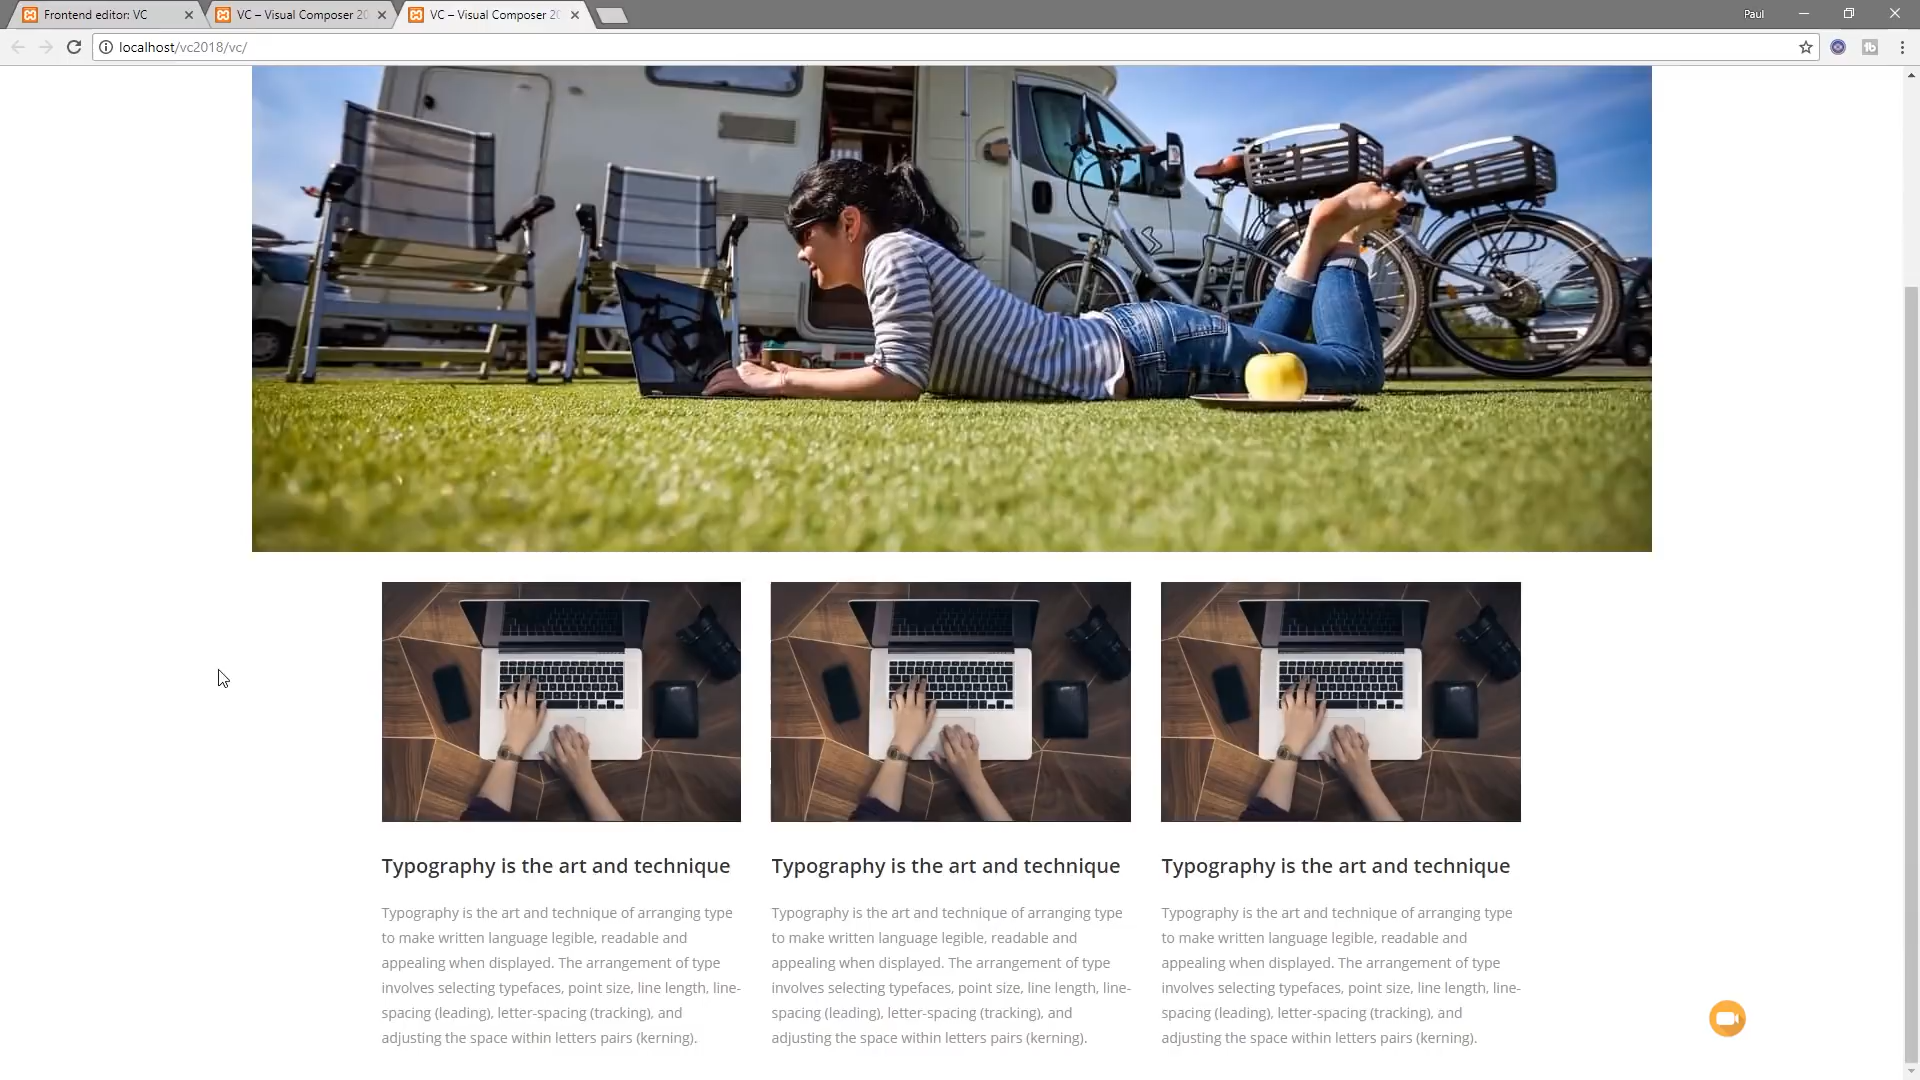 Frontend editor: VC
VC – Visual Composer 20
VC – Visual Composer 20
Paul
localhost/vc2018/vc/
Typography is the art and technique
Typography is the art and technique of arranging type
to make written language legible, readable and
appealing when displayed. The arrangement of type
involves selecting typefaces, point size, line length, line-
spacing (leading), letter-spacing (tracking), and
adjusting the space within letters pairs (kerning).
Typography is the art and technique
Typography is the art and technique of arranging type
to make written language legible, readable and
appealing when displayed. The arrangement of type
involves selecting typefaces, point size, line length, line-
spacing (leading), letter-spacing (tracking), and
adjusting the space within letters pairs (kerning).
Typography is the art and technique
Typography is the art and technique of arranging type
to make written language legible, readable and
appealing when displayed. The arrangement of type
involves selecting typefaces, point size, line length, line-
spacing (leading), letter-spacing (tracking), and
adjusting the space within letters pairs (kerning).